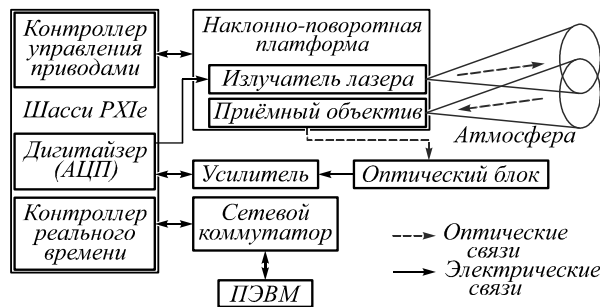 Контроллер
управления
приводами
Шасси PXIe
Дигитайзер
(АЦП)
Контроллер
реального
времени
Наклонно-поворотная
платформа
Излучатель лазера
Приёмный объектив
Атмосфера
Усилитель
Оптический блок
Сетевой
коммутатор
ПЭВМ
Оптические
связи
Электрические
связи